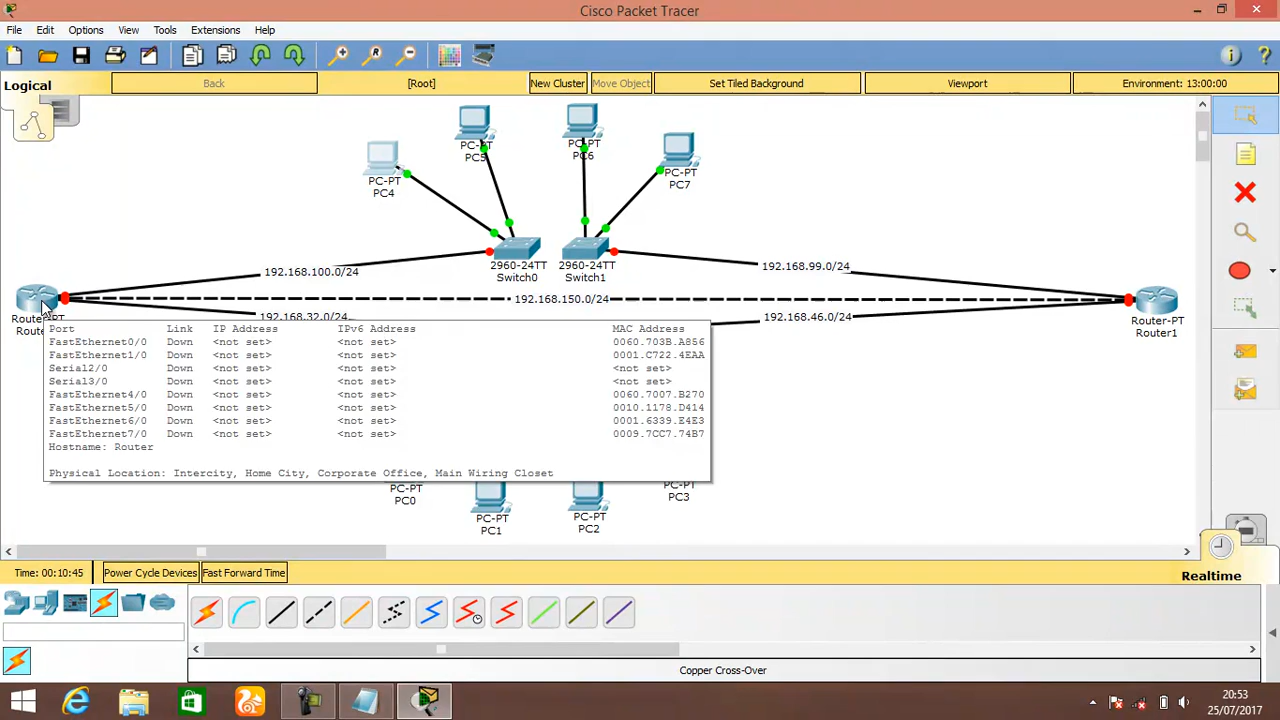 Cisco Packet Tracer
File Edit Options View Tools Extensions Help
Logical Back [Root] New Cluster Move Object Set Tiled Background Viewport Environment: 13:00:00
PC-PT
PC5
PC-PT
PC6
PC-PT
PC4
PC-PT
PC7
192.168.100.0/24
2960-24TT
Switch0
2960-24TT
Switch1
192.168.99.0/24
192.168.150.0/24
192.168.32.0/24
192.168.46.0/24
Router-PT
Router1
Port Link IP Address IPv6 Address MAC Address
FastEthernet0/0 Down <not set> <not set> 0060.703B.A856
FastEthernet1/0 Down <not set> <not set> 0001.C722.4EAA
Serial2/0 Down <not set> <not set> <not set>
Serial3/0 Down <not set> <not set> <not set>
FastEthernet4/0 Down <not set> <not set> 0060.7007.B270
FastEthernet5/0 Down <not set> <not set> 0010.1178.D414
FastEthernet6/0 Down <not set> <not set> 0001.6339.E4E3
FastEthernet7/0 Down <not set> <not set> 0009.7CC7.74B7
Hostname: Router
Physical Location: Intercity, Home City, Corporate Office, Main Wiring Closet
PC-PT
PC0
PC-PT
PC1
PC-PT
PC2
PC3
Time: 00:10:45 Power Cycle Devices Fast Forward Time Realtime
Copper Cross-Over
20:53
25/07/2017